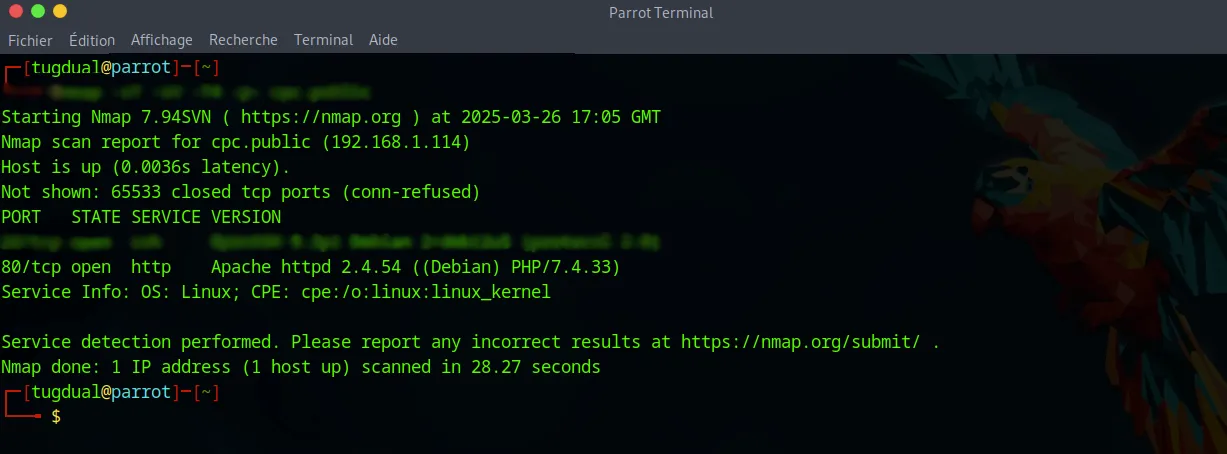 Parrot Terminal
Fichier Édition Affichage Recherche Terminal Aide
┌─[tugdual@parrot]─[~]
Starting Nmap 7.94SVN ( https://nmap.org ) at 2025-03-26 17:05 GMT
Nmap scan report for cpc.public (192.168.1.114)
Host is up (0.0036s latency).
Not shown: 65533 closed tcp ports (conn-refused)
PORT   STATE SERVICE VERSION
80/tcp open  http    Apache httpd 2.4.54 ((Debian) PHP/7.4.33)
Service Info: OS: Linux; CPE: cpe:/o:linux:linux_kernel
Service detection performed. Please report any incorrect results at https://nmap.org/submit/ .
Nmap done: 1 IP address (1 host up) scanned in 28.27 seconds
┌─[tugdual@parrot]─[~]
└──╼ $